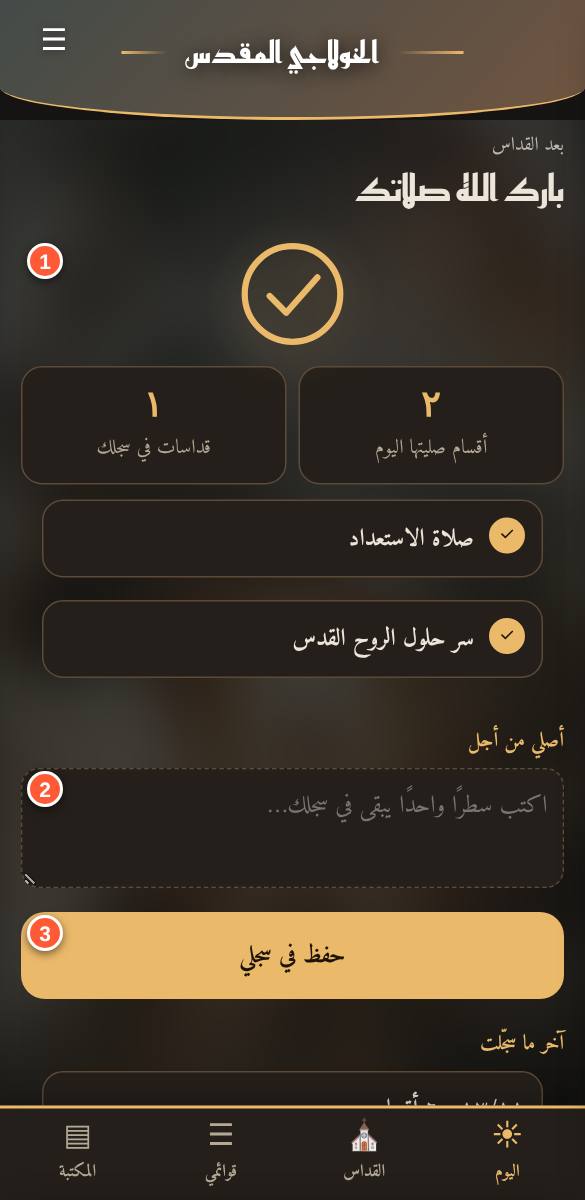 الخولاجي المقدس
بعد القداس
بارك الله صلاتك
1
٢
أقسام صليتها اليوم
١
قداسات في سجلك
صلاة الاستعداد
سر حلول الروح القدس
أصلي من أجل
2
اكتب سطرًا واحدًا يبقى في سجلك...
3
حفظ في سجلي
آخر ما سجّلت
اليوم
القداس
قوائمي
المكتبة